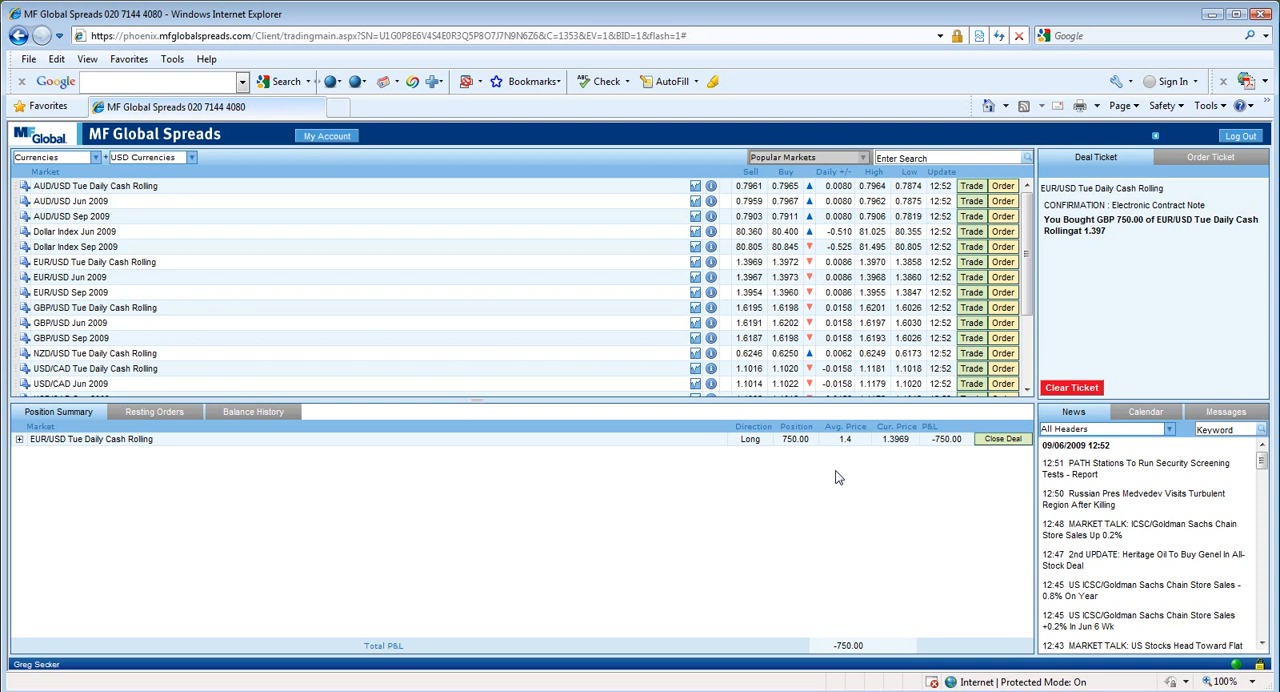 MF Global Spreads 020 7144 4080 - Windows Internet Explorer
https://phoenix.mfglobalspreads.com/Client/tradingmain.aspx?SN=U1G0P8E6V4S4E0R3Q5P8O7J7N9N6Z6&C=1353&EV=1&BID=1&flash=1#
Google
File Edit View Favorites Tools Help
x Google Search Bookmarks Check AutoFill Sign In x
Favorites MF Global Spreads 020 7144 4080 Page Safety Tools
MF Global. MF Global Spreads My Account Log Out
Currencies + USD Currencies Popular Markets Enter Search Deal Ticket Order Ticket
Market Sell Buy Daily +/- High Low Update
AUD/USD Tue Daily Cash Rolling 0.7961 0.7965 0.0080 0.7964 0.7874 12:52 Trade Order
AUD/USD Jun 2009 0.7959 0.7967 0.0080 0.7962 0.7875 12:52 Trade Order
AUD/USD Sep 2009 0.7903 0.7911 0.0080 0.7906 0.7819 12:52 Trade Order
Dollar Index Jun 2009 80.360 80.400 -0.510 81.025 80.355 12:52 Trade Order
Dollar Index Sep 2009 80.805 80.845 -0.525 81.495 80.805 12:52 Trade Order
EUR/USD Tue Daily Cash Rolling 1.3969 1.3972 0.0086 1.3970 1.3858 12:52 Trade Order
EUR/USD Jun 2009 1.3967 1.3973 0.0086 1.3968 1.3860 12:52 Trade Order
EUR/USD Sep 2009 1.3954 1.3960 0.0086 1.3955 1.3847 12:52 Trade Order
GBP/USD Tue Daily Cash Rolling 1.6195 1.6198 0.0158 1.6201 1.6026 12:52 Trade Order
GBP/USD Jun 2009 1.6191 1.6202 0.0158 1.6197 1.6030 12:52 Trade Order
GBP/USD Sep 2009 1.6187 1.6198 0.0158 1.6193 1.6026 12:52 Trade Order
NZD/USD Tue Daily Cash Rolling 0.6246 0.6250 0.0062 0.6249 0.6173 12:52 Trade Order
USD/CAD Tue Daily Cash Rolling 1.1016 1.1020 -0.0158 1.1181 1.1018 12:52 Trade Order
USD/CAD Jun 2009 1.1014 1.1022 -0.0158 1.1179 1.1020 12:52 Trade Order
EUR/USD Tue Daily Cash Rolling
CONFIRMATION : Electronic Contract Note
You Bought GBP 750.00 of EUR/USD Tue Daily Cash
Rollingat 1.397
Clear Ticket
Position Summary Resting Orders Balance History
Market Direction Position Avg. Price Cur. Price P&L
EUR/USD Tue Daily Cash Rolling Long 750.00 1.4 1.3969 -750.00 Close Deal
Total P&L -750.00
News Calendar Messages
All Headers Keyword
09/06/2009 12:52
12:51 PATH Stations To Run Security Screening
Tests - Report
12:50 Russian Pres Medvedev Visits Turbulent
Region After Killing
12:48 MARKET TALK: ICSC/Goldman Sachs Chain
Store Sales Up 0.2%
12:47 2nd UPDATE: Heritage Oil To Buy Genel In All-
Stock Deal
12:45 US ICSC/Goldman Sachs Chain Store Sales -
0.8% On Year
12:45 US ICSC/Goldman Sachs Chain Store Sales
+0.2% In Jun 6 Wk
12:43 MARKET TALK: US Stocks Head Toward Flat
Greg Secker
Internet | Protected Mode: On 100%